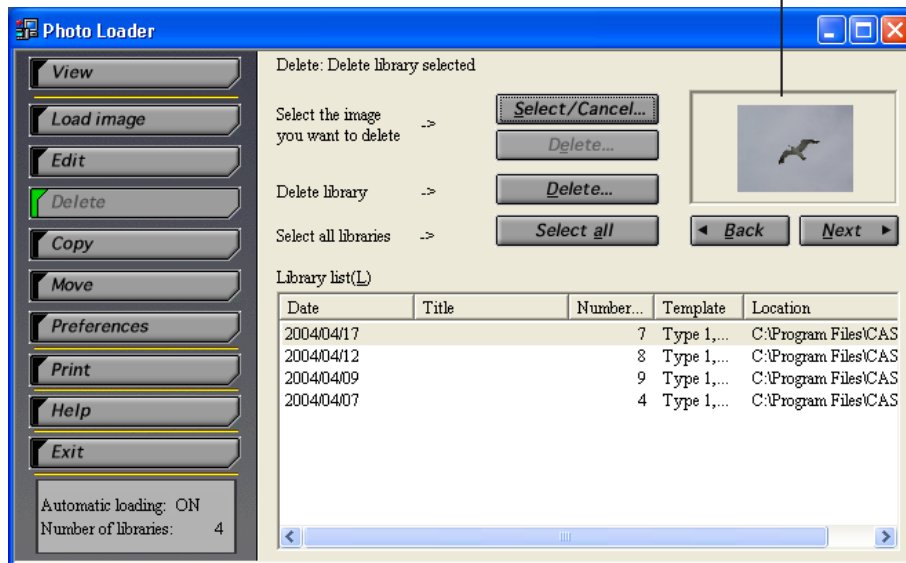 Photo Loader
View
Load image
Edit
Delete
Copy
Move
Preferences
Print
Help
Exit
Automatic loading: ON
Number of libraries: 4
Delete: Delete library selected
Select the image
you want to delete
->
Select/Cancel...
Delete...
Delete library -> Delete...
Select all libraries -> Select all
Back Next
Library list(L)
Date Title Number... Template Location
2004/04/17 7 Type 1,... C:\Program Files\CAS
2004/04/12 8 Type 1,... C:\Program Files\CAS
2004/04/09 9 Type 1,... C:\Program Files\CAS
2004/04/07 4 Type 1,... C:\Program Files\CAS